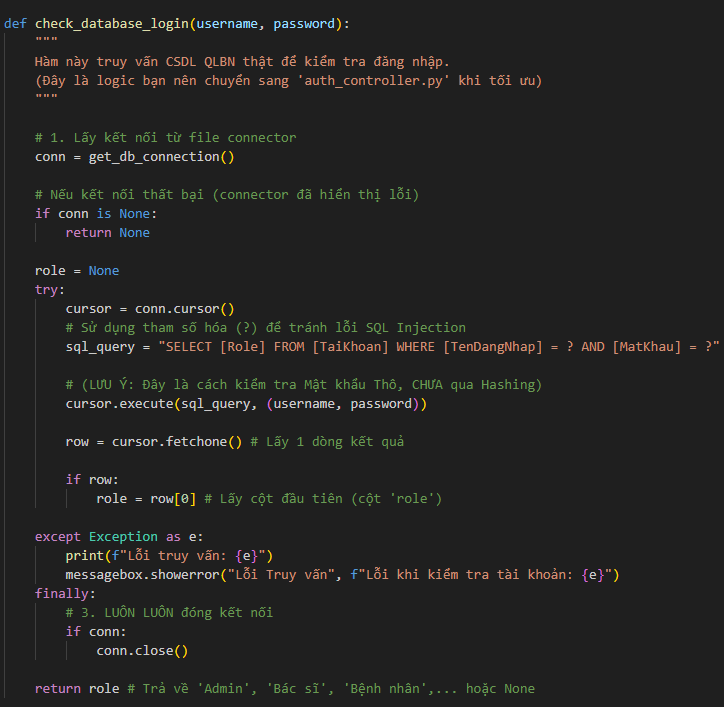 def check_database_login(username, password):
    """
    Hàm này truy vấn CSDL QLBN thật để kiểm tra đăng nhập.
    (Đây là logic bạn nên chuyển sang 'auth_controller.py' khi tối ưu)
    """

    # 1. Lấy kết nối từ file connector
    conn = get_db_connection()

    # Nếu kết nối thất bại (connector đã hiển thị lỗi)
    if conn is None:
        return None

    role = None
    try:
        cursor = conn.cursor()
        # Sử dụng tham số hóa (?) để tránh lỗi SQL Injection
        sql_query = "SELECT [Role] FROM [TaiKhoan] WHERE [TenDangNhap] = ? AND [MatKhau] = ?"

        # (LƯU Ý: Đây là cách kiểm tra Mật khẩu Thô, CHƯA qua Hashing)
        cursor.execute(sql_query, (username, password))

        row = cursor.fetchone() # Lấy 1 dòng kết quả

        if row:
            role = row[0] # Lấy cột đầu tiên (cột 'role')

    except Exception as e:
        print(f"Lỗi truy vấn: {e}")
        messagebox.showerror("Lỗi Truy vấn", f"Lỗi khi kiểm tra tài khoản: {e}")
    finally:
        # 3. LUÔN LUÔN đóng kết nối
        if conn:
            conn.close()

    return role # Trả về 'Admin', 'Bác sĩ', 'Bệnh nhân',... hoặc None